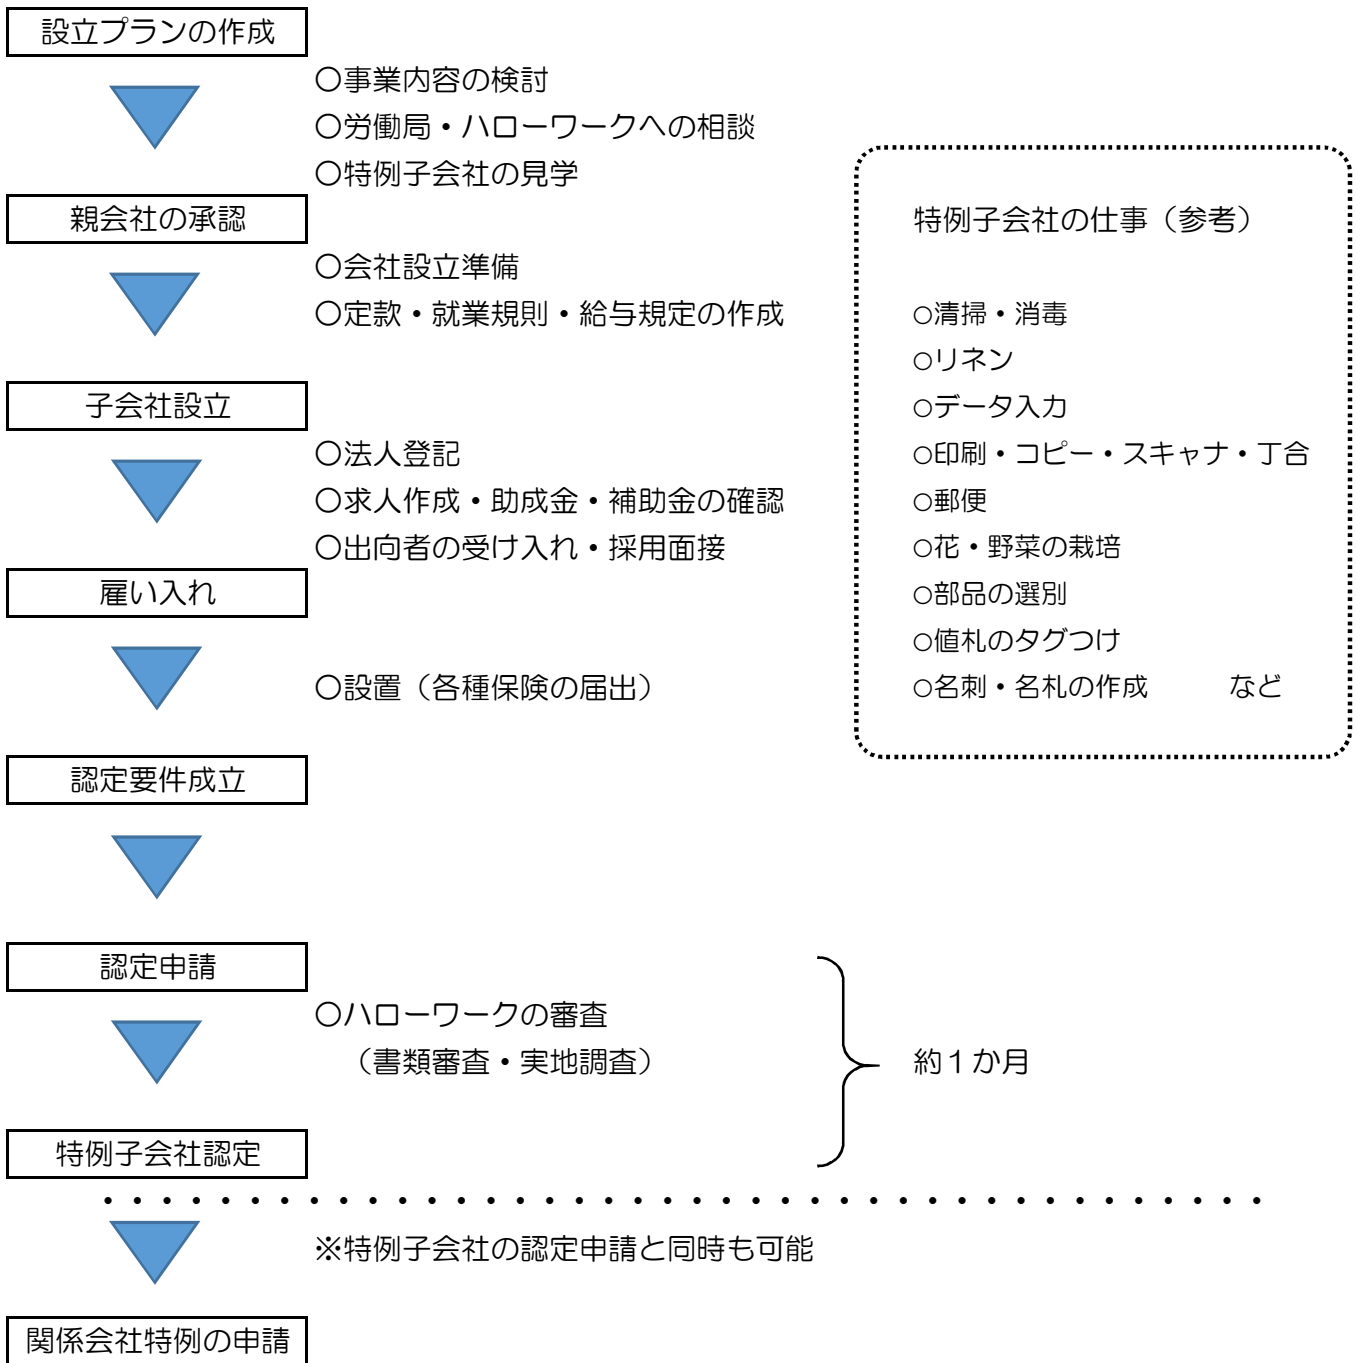 設立プランの作成
〇事業内容の検討
〇労働局・ハローワークへの相談
〇特例子会社の見学
親会社の承認
〇会社設立準備
〇定款・就業規則・給与規定の作成
子会社設立
〇法人登記
〇求人作成・助成金・補助金の確認
〇出向者の受け入れ・採用面接
雇い入れ
〇設置（各種保険の届出）
認定要件成立
認定申請
〇ハローワークの審査
（書類審査・実地調査）
約１か月
特例子会社認定
・・・・・・・・・・・・・・・・・・・・・・・・・・・・・・・・・・・・・・・・
※特例子会社の認定申請と同時も可能
関係会社特例の申請
特例子会社の仕事（参考）
○清掃・消毒
○リネン
○データ入力
○印刷・コピー・スキャナ・丁合
○郵便
○花・野菜の栽培
○部品の選別
○値札のタグつけ
○名刺・名札の作成　　　など